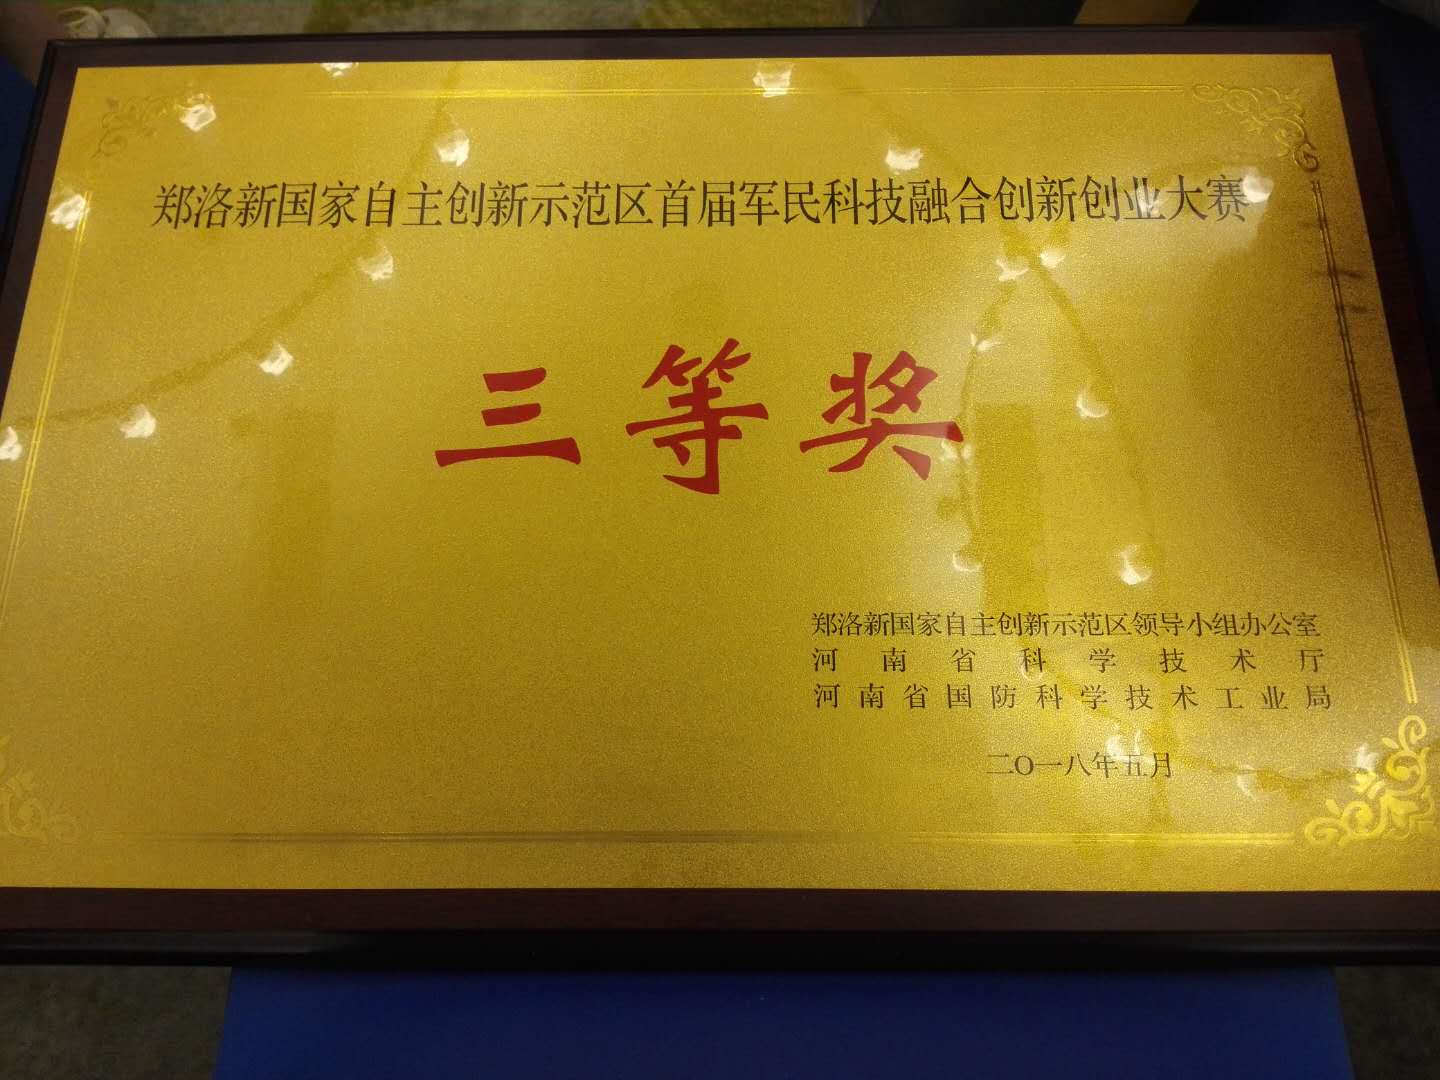 郑洛新国家自主创新示范区首届军民科技融合创新创业大赛
三等奖
郑洛新国家自主创新示范区领导小组办公室
河南省科学技术厅
河南省国防科学技术工业局
二O一八年五月